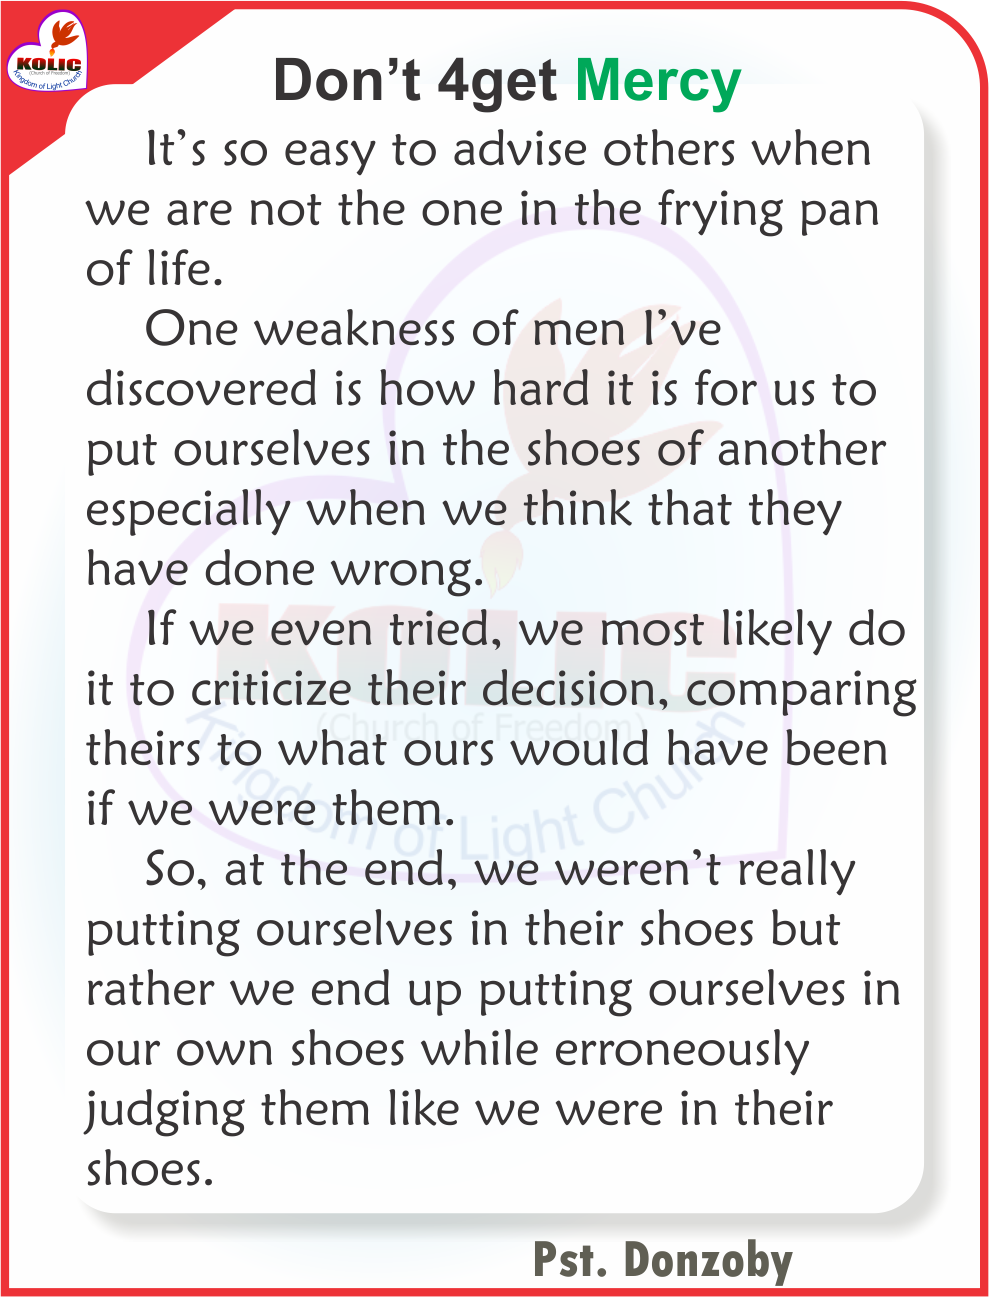 KOLIC
(Church of Freedom)
Kingdom of Light Church
Don't 4get Mercy
It's so easy to advise others when
we are not the one in the frying pan
of life.
One weakness of men I've
discovered is how hard it is for us to
put ourselves in the shoes of another
especially when we think that they
have done wrong.
If we even tried, we most likely do
it to criticize their decision, comparing
theirs to what ours would have been
if we were them.
So, at the end, we weren't really
putting ourselves in their shoes but
rather we end up putting ourselves in
our own shoes while erroneously
judging them like we were in their
shoes.
KOLIC
(Church of Freedom)
Kingdom of Light Church
Pst. Donzoby